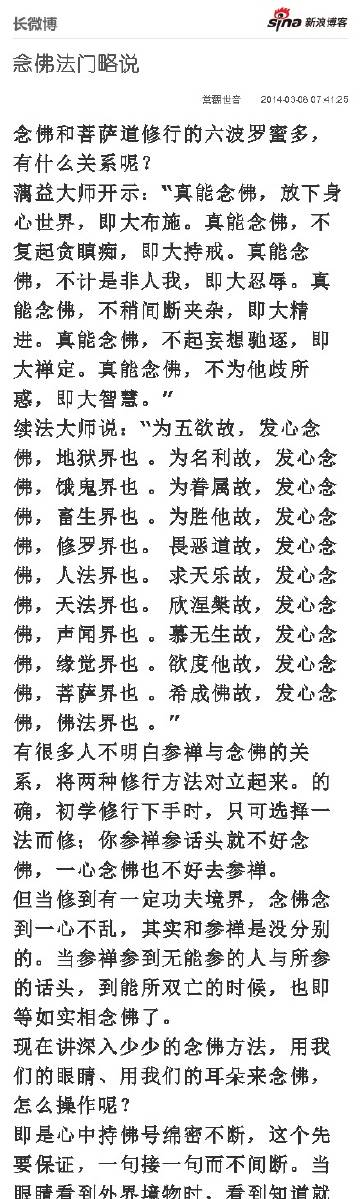 长微博
sina 新浪博客
念佛法门略说
2014-03-06 07:41:25
念佛和菩萨道修行的六波罗蜜多，
有什么关系呢？
蕅益大师开示：“真能念佛，放下身
心世界，即大布施。真能念佛，不
复起贪瞋痴，即大持戒。真能念
佛，不计是非人我，即大忍辱。真
能念佛，不稍间断夹杂，即大精
进。真能念佛，不起妄想驰逐，即
大禅定。真能念佛，不为他歧所
惑，即大智慧。”
续法大师说：“为五欲故，发心念
佛，地狱界也 。为名利故，发心念
佛，饿鬼界也 。为眷属故，发心念
佛，畜生界也 。为胜他故，发心念
佛，修罗界也。 畏恶道故，发心念
佛，人法界也。 求天乐故，发心念
佛，天法界也。 欣涅槃故，发心念
佛，声闻界也 。慕无生故，发心念
佛，缘觉界也 。欲度他故，发心念
佛，菩萨界也 。希成佛故，发心念
佛，佛法界也 。”
有很多人不明白参禅与念佛的关
系，将两种修行方法对立起来。的
确，初学修行下手时，只可选择一
法而修；你参禅参话头就不好念
佛，一心念佛也不好去参禅。
但当修到有一定功夫境界，念佛念
到一心不乱，其实和参禅是没分别
的。当参禅参到无能参的人与所参
的话头，到能所双亡的时候，也即
等如实相念佛了。
现在讲深入少少的念佛方法，用我
们的眼睛、用我们的耳朵来念佛，
怎么操作呢？
即是心中持佛号绵密不断，这个先
要保证，一句接一句而不间断。当
眼睛看到外界境物时，看到知道就